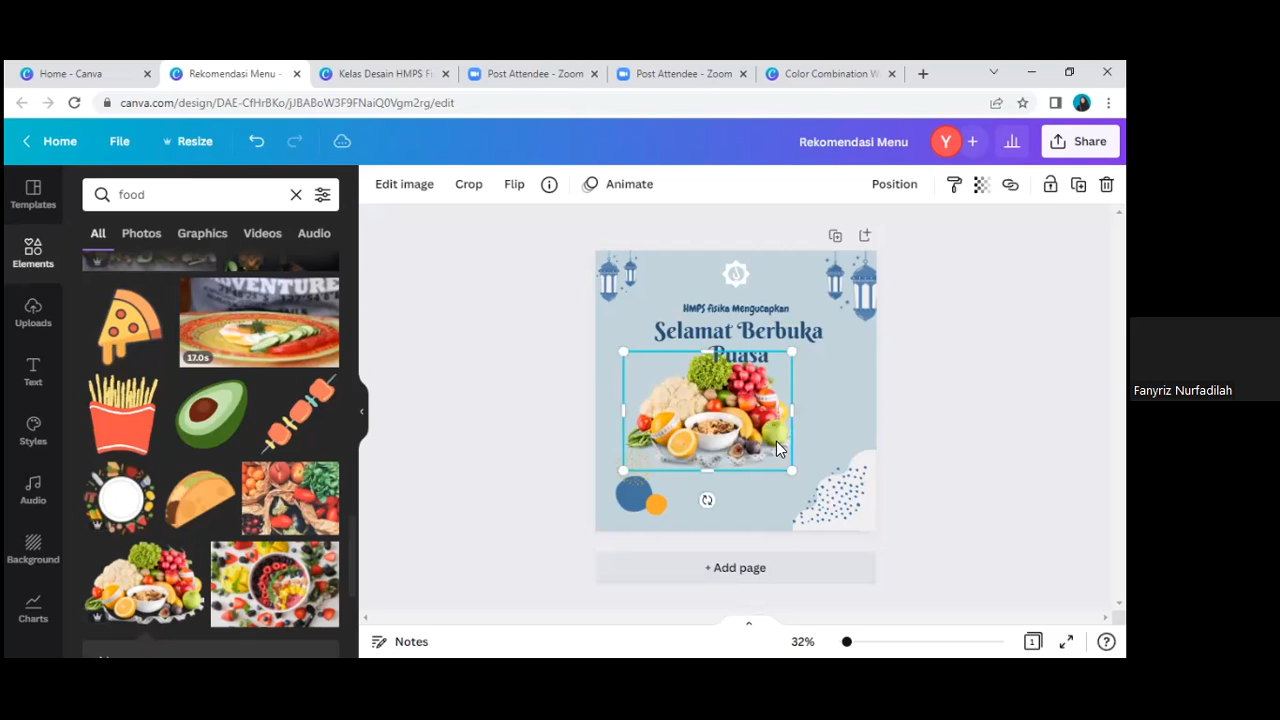 Home - Canva
Rekomendasi Menu -
Kelas Desain HMPS Fi
Post Attendee - Zoom
Post Attendee - Zoom
Color Combination W
canva.com/design/DAE-CfHrBKo/jJBABoW3F9FNaiQ0Vgm2rg/edit
Home
File
Resize
Rekomendasi Menu
Y
Share
Templates
Elements
Uploads
Text
Styles
Audio
Background
Charts
food
All
Photos
Graphics
Videos
Audio
17.0s
Edit image
Crop
Flip
Animate
Position
HMPS fisika Mengucapkan
Selamat Berbuka
Puasa
+ Add page
Notes
32%
1
Fanyriz Nurfadilah